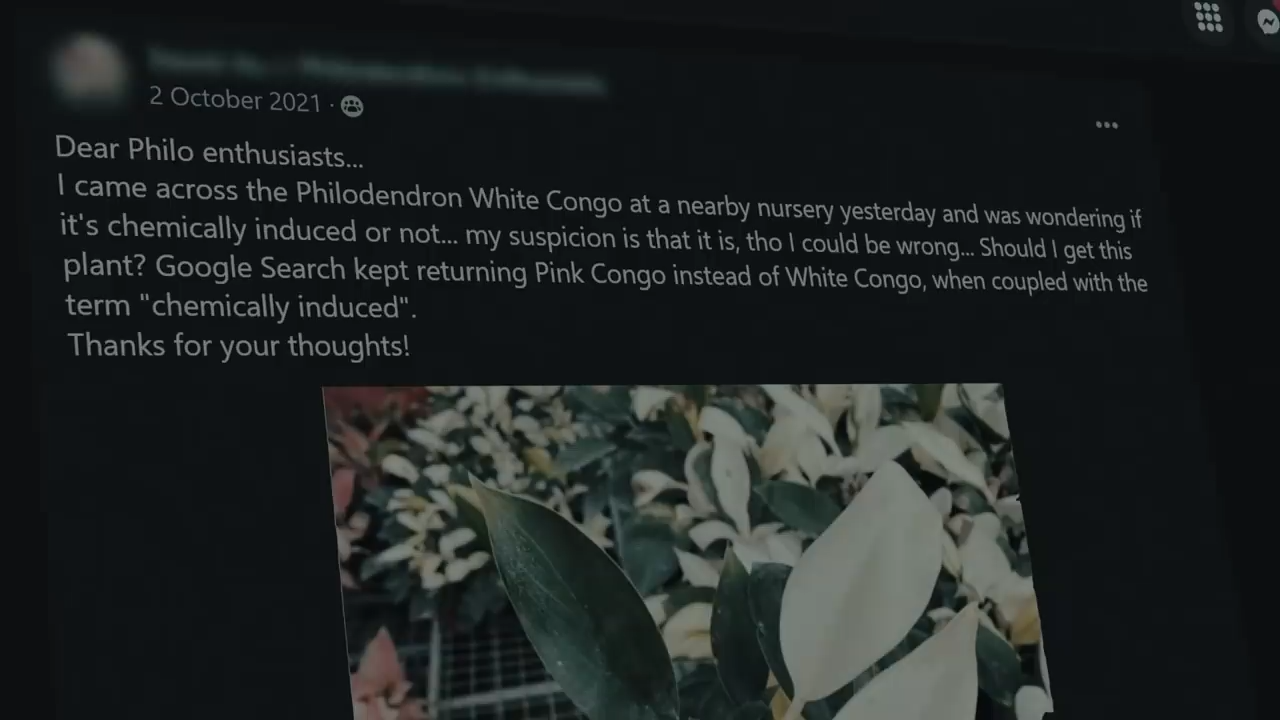 2 October 2021 ·
Dear Philo enthusiasts...
I came across the Philodendron White Congo at a nearby nursery yesterday and was wondering if
it's chemically induced or not... my suspicion is that it is, tho I could be wrong... Should I get this
plant? Google Search kept returning Pink Congo instead of White Congo, when coupled with the
term "chemically induced".
Thanks for your thoughts!